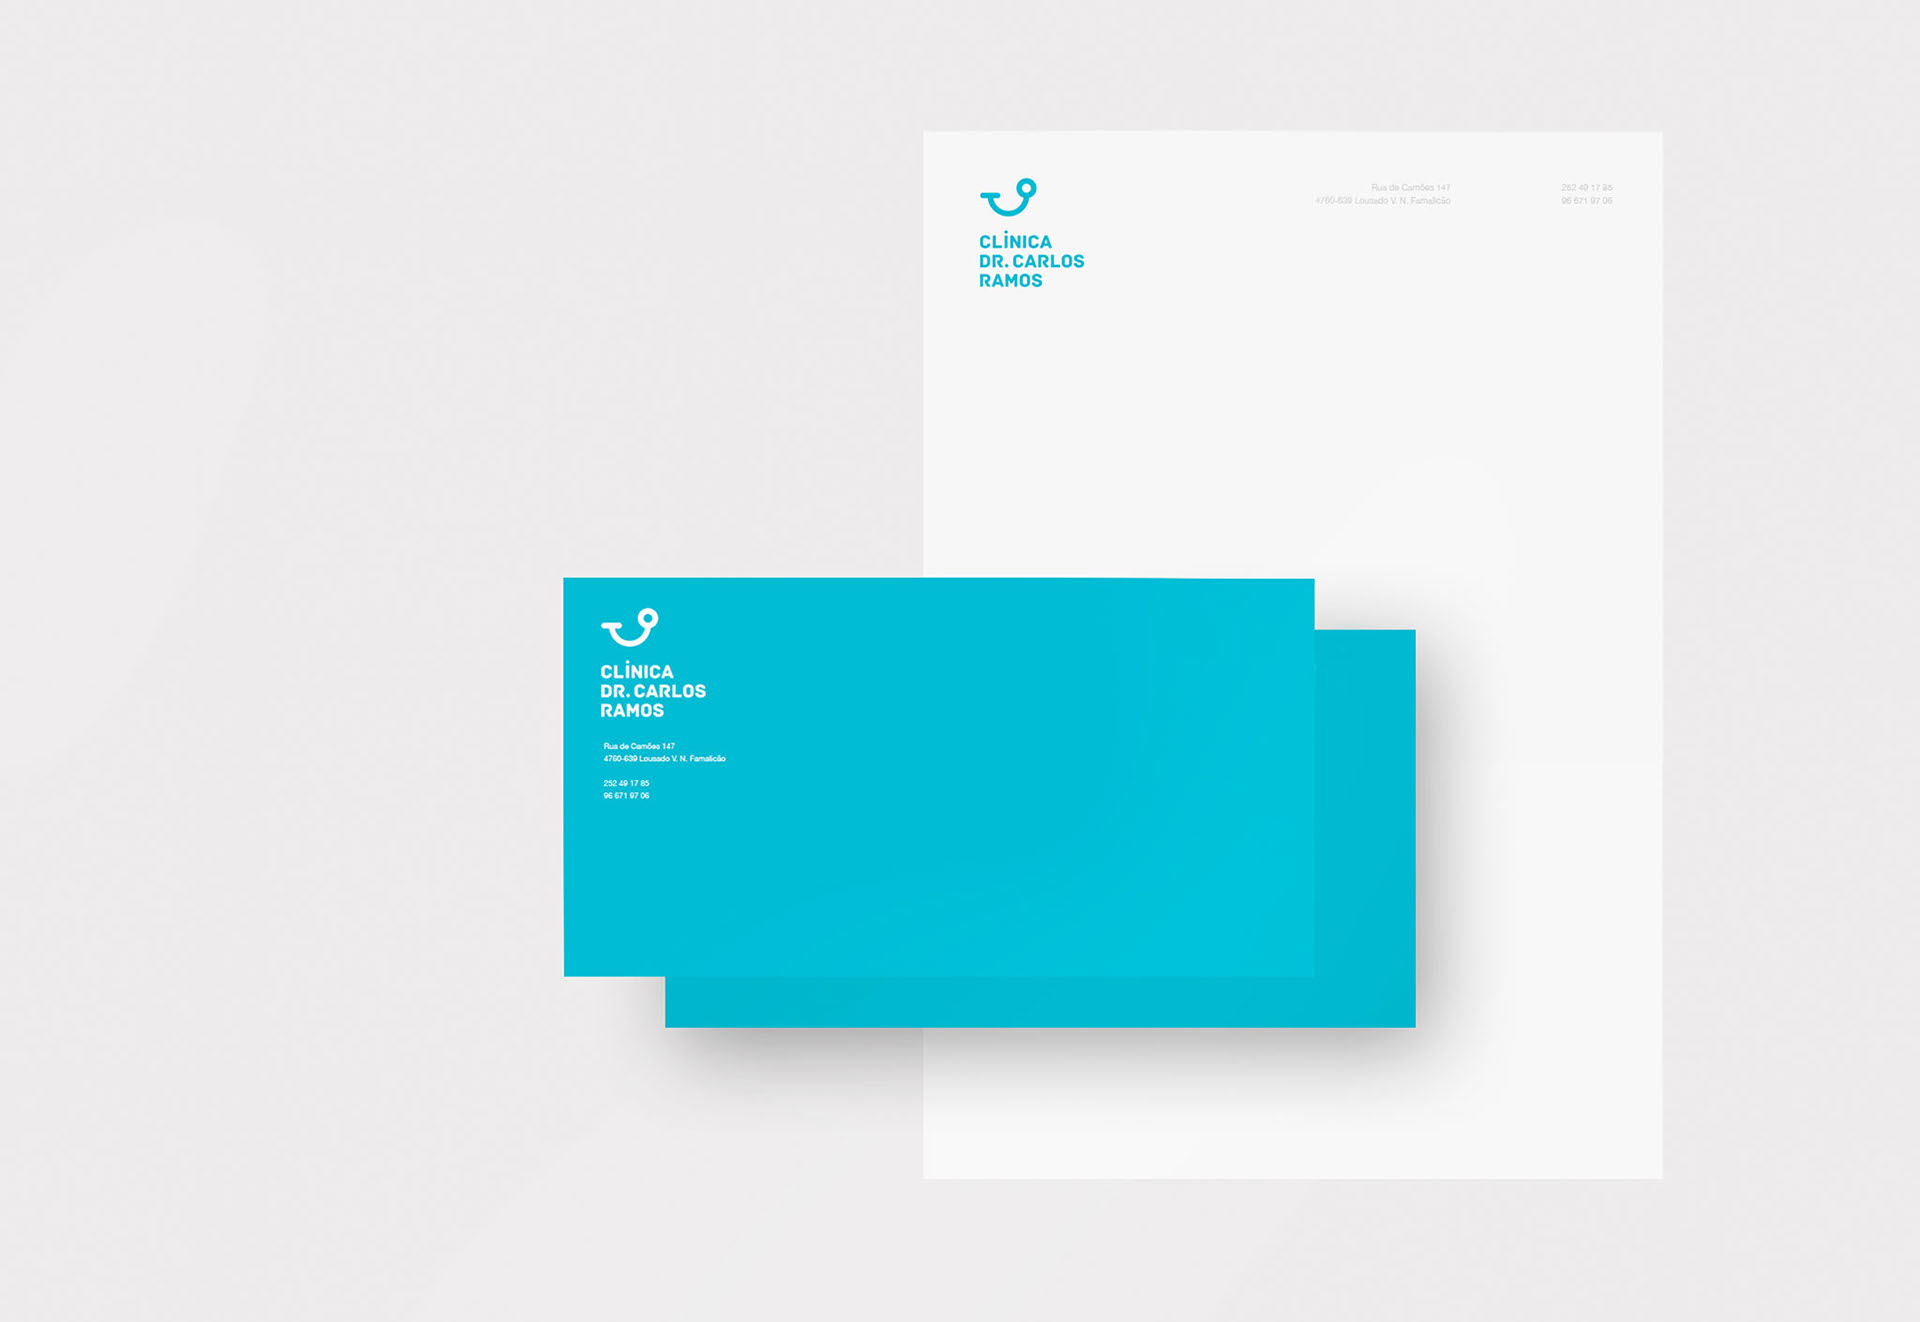 CLÍNICA
DR. CARLOS
RAMOS
Rua de Camões 147
4760-639 Lousado V. N. Famalicão
252 49 17 85
96 671 97 06
CLÍNICA
DR. CARLOS
RAMOS
Rua de Camões 147
4760-639 Lousado V. N. Famalicão
252 49 17 85
96 671 97 06